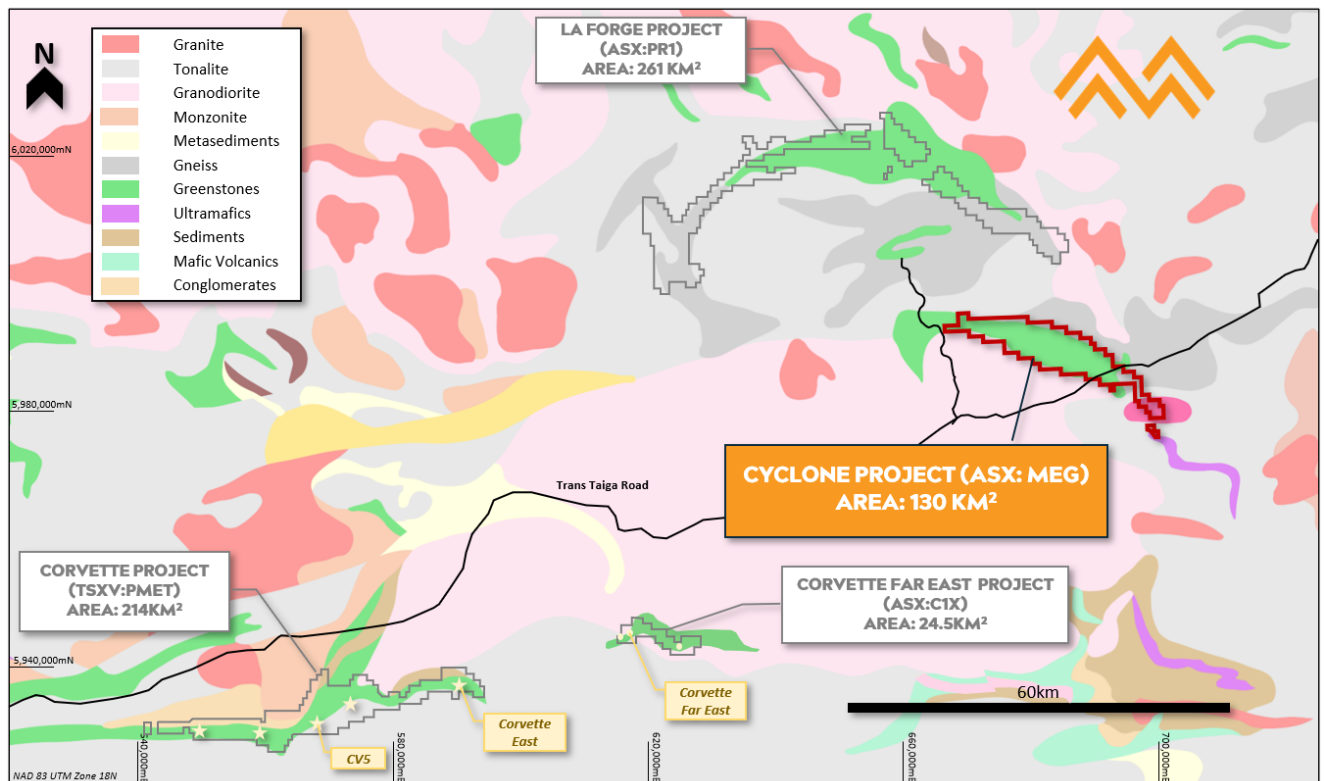 N
Granite
Tonalite
Granodiorite
Monzonite
Metasediments
Gneiss
Greenstones
Ultramafics
Sediments
Mafic Volcanics
Conglomerates
LA FORGE PROJECT
(ASX:PR1)
AREA: 261 KM²
6,020,000mN
5,980,000mN
CYCLONE PROJECT (ASX: MEG)
AREA: 130 KM²
Trans Taiga Road
CORVETTE PROJECT
(TSXV:PMET)
AREA: 214KM²
CORVETTE FAR EAST PROJECT
(ASX:C1X)
AREA: 24.5KM²
5,940,000mN
60km
Corvette
Far East
Corvette
East
CV5
540,000mE
580,000mE
620,000mE
660,000mE
700,000mE
NAD 83 UTM Zone 18N